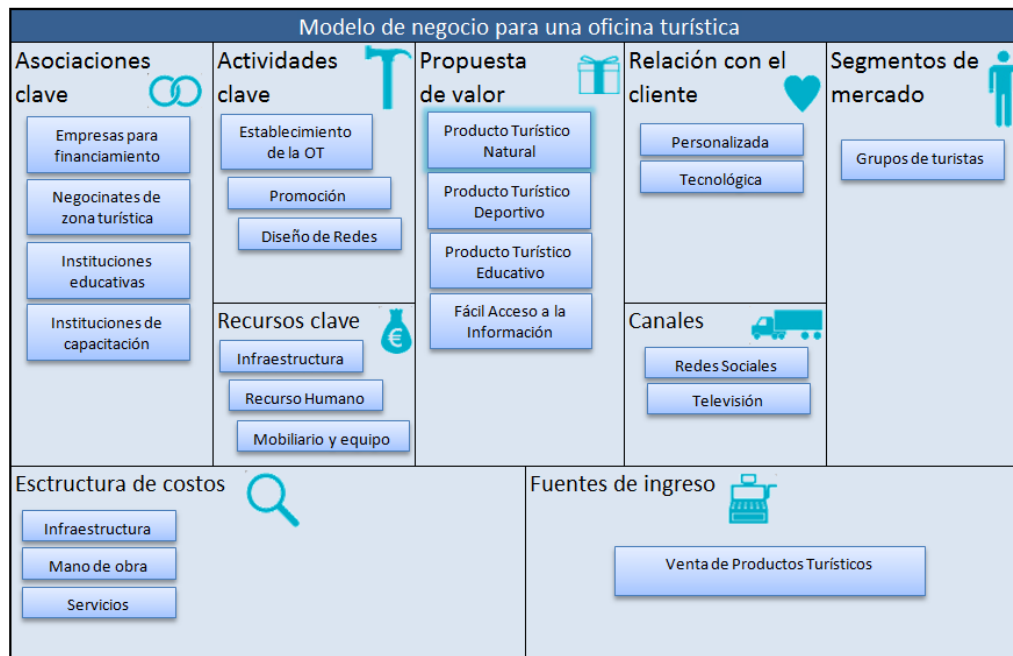 Modelo de negocio para una oficina turística
Asociaciones
clave
Empresas para
financiamiento
Negocinates de
zona turística
Instituciones
educativas
Instituciones de
capacitación
Actividades
clave
Establecimiento
de la OT
Promoción
Diseño de Redes
Recursos clave
€
Infraestructura
Recurso Humano
Mobiliario y equipo
Propuesta
de valor
Producto Turístico
Natural
Producto Turístico
Deportivo
Producto Turístico
Educativo
Fácil Acceso a la
Información
Relación con el
cliente
Personalizada
Tecnológica
Canales
Redes Sociales
Televisión
Segmentos de
mercado
Grupos de turistas
Esctructura de costos
Infraestructura
Mano de obra
Servicios
Fuentes de ingreso
Venta de Productos Turísticos